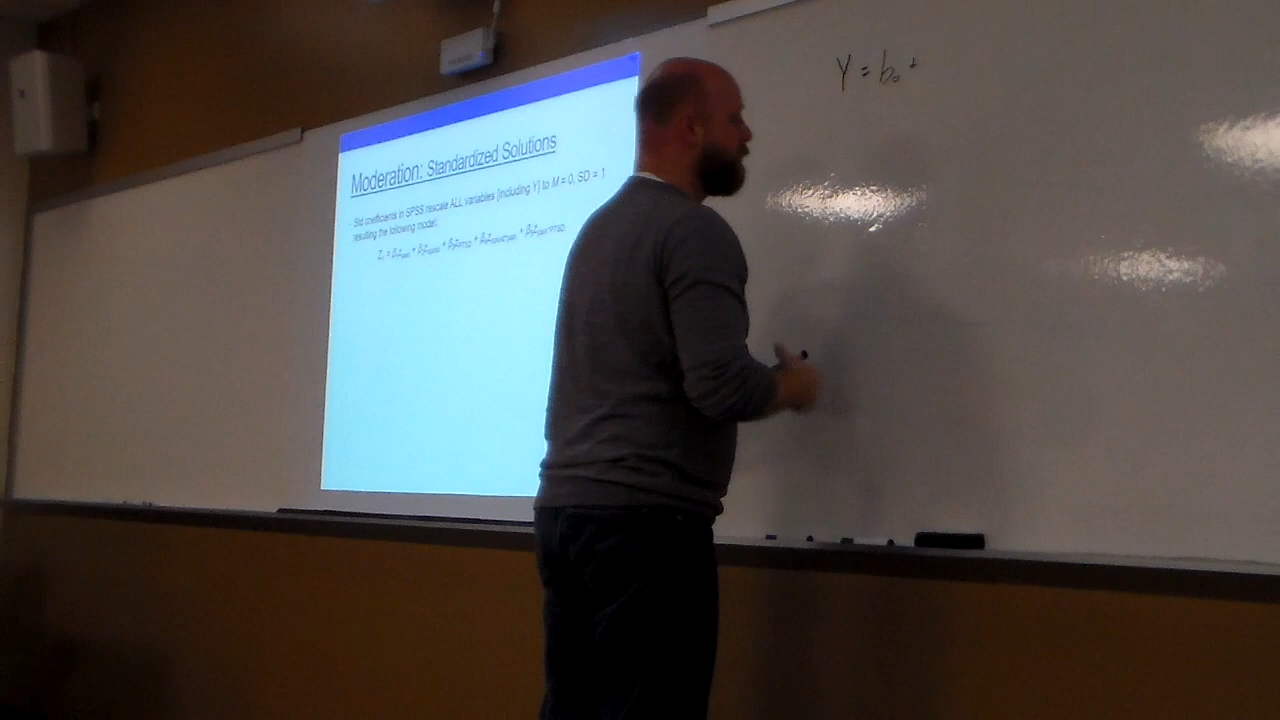 Moderation: Standardized Solutions
Std coefficients in SPSS rescale ALL variables [including Y] to M = 0, SD = 1
resulting the following model:
Y = b₀ +